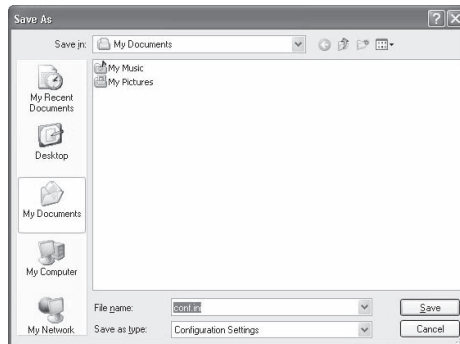 Save As
Save in: My Documents
My Music
My Pictures
My Recent
Documents
Desktop
My Documents
My Computer
My Network
File name: conf.ini Save
Save as type: Configuration Settings Cancel